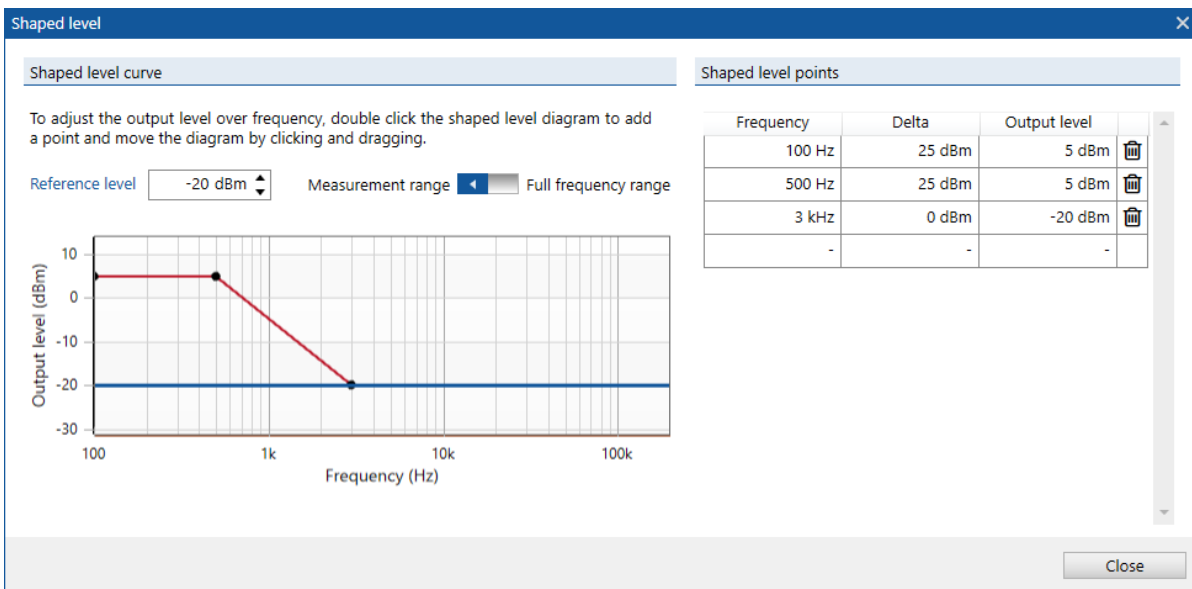 Shaped level
Shaped level curve
To adjust the output level over frequency, double click the shaped level diagram to add
a point and move the diagram by clicking and dragging.
Reference level -20 dBm Measurement range Full frequency range
10
0
-10
-20
-30
Output level (dBm)
100 1k 10k 100k
Frequency (Hz)
Shaped level points
Frequency Delta Output level
100 Hz 25 dBm 5 dBm
500 Hz 25 dBm 5 dBm
3 kHz 0 dBm -20 dBm
- - -
Close